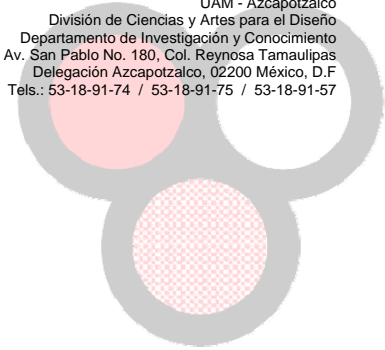 UAM - Azcapotzalco
División de Ciencias y Artes para el Diseño
Departamento de Investigación y Conocimiento
Av. San Pablo No. 180, Col. Reynosa Tamaulipas
Delegación Azcapotzalco, 02200 México, D.F
Tels.: 53-18-91-74 / 53-18-91-75 / 53-18-91-57